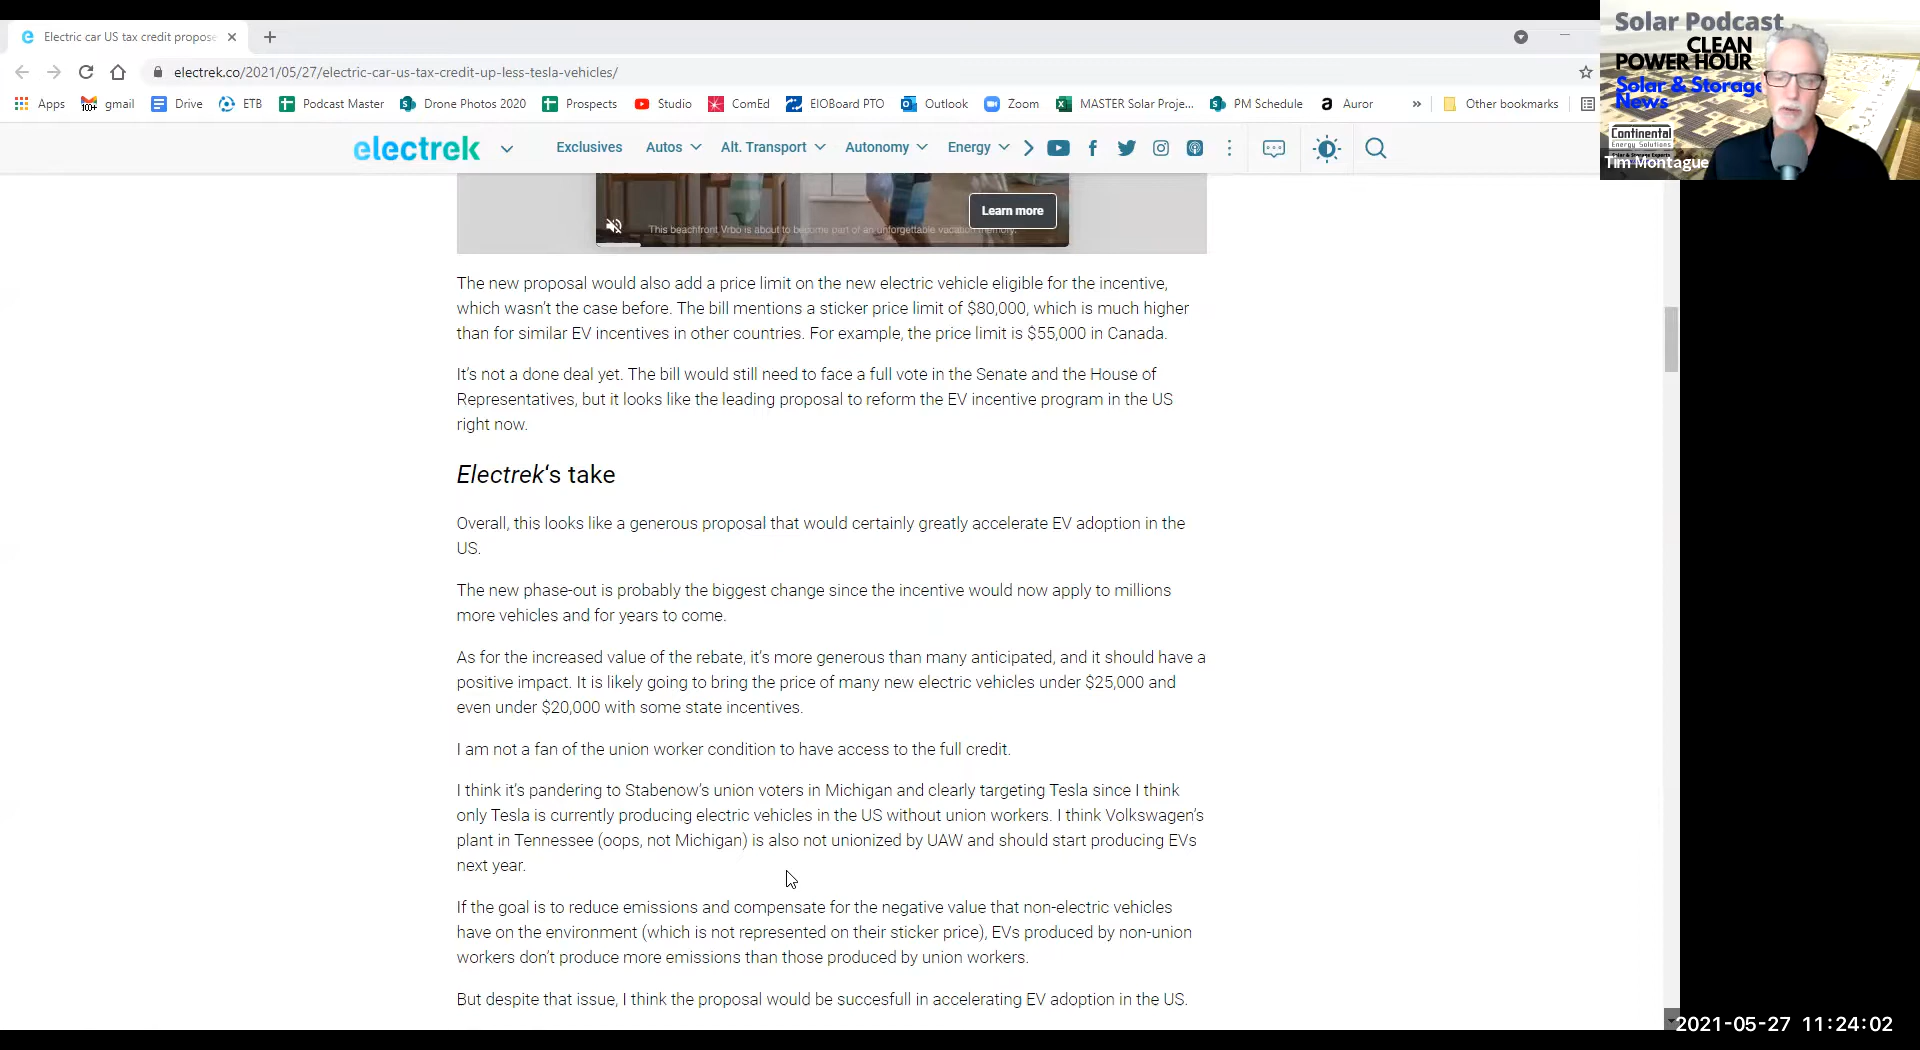 Electric car US tax credit propose
electrek.co/2021/05/27/electric-car-us-tax-credit-up-less-tesla-vehicles/
Apps gmail Drive ETB Podcast Master Drone Photos 2020 Prospects Studio ComEd EIOBoard PTO Outlook Zoom MASTER Solar Proje... PM Schedule Auror » Other bookmarks
electrek Exclusives Autos Alt. Transport Autonomy Energy
Solar Podcast
CLEAN
POWER HOUR
Solar & Storage
News
Continental
Energy Solutions
Tim Montague
Learn more
This beachfront Vrbo is about to become part of an unforgettable vacation memory.
The new proposal would also add a price limit on the new electric vehicle eligible for the incentive,
which wasn't the case before. The bill mentions a sticker price limit of $80,000, which is much higher
than for similar EV incentives in other countries. For example, the price limit is $55,000 in Canada.
It's not a done deal yet. The bill would still need to face a full vote in the Senate and the House of
Representatives, but it looks like the leading proposal to reform the EV incentive program in the US
right now.
Electrek's take
Overall, this looks like a generous proposal that would certainly greatly accelerate EV adoption in the
US.
The new phase-out is probably the biggest change since the incentive would now apply to millions
more vehicles and for years to come.
As for the increased value of the rebate, it's more generous than many anticipated, and it should have a
positive impact. It is likely going to bring the price of many new electric vehicles under $25,000 and
even under $20,000 with some state incentives.
I am not a fan of the union worker condition to have access to the full credit.
I think it's pandering to Stabenow's union voters in Michigan and clearly targeting Tesla since I think
only Tesla is currently producing electric vehicles in the US without union workers. I think Volkswagen's
plant in Tennessee (oops, not Michigan) is also not unionized by UAW and should start producing EVs
next year.
If the goal is to reduce emissions and compensate for the negative value that non-electric vehicles
have on the environment (which is not represented on their sticker price), EVs produced by non-union
workers don't produce more emissions than those produced by union workers.
But despite that issue, I think the proposal would be succesfull in accelerating EV adoption in the US.
2021-05-27 11:24:02